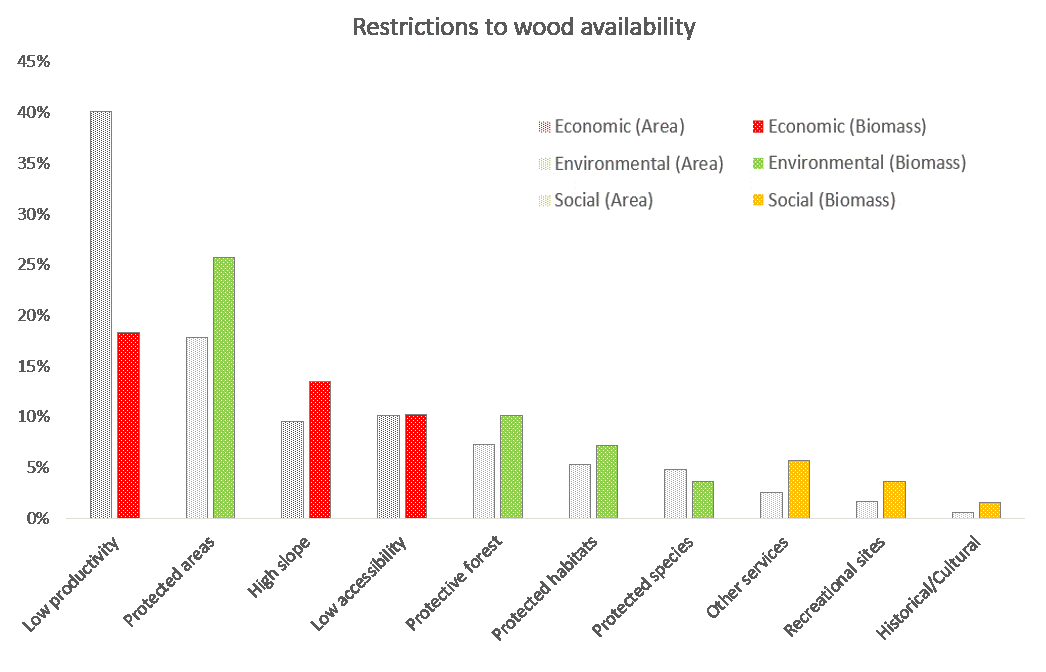 Restrictions to wood availability
45%
40%
35%
30%
25%
20%
15%
10%
5%
0%
Economic (Area)
Economic (Biomass)
Environmental (Area)
Environmental (Biomass)
Social (Area)
Social (Biomass)
Low productivity
Protected areas
High slope
Low accessibility
Protective forest
Protected habitats
Protected species
Other services
Recreational sites
Historical/Cultural